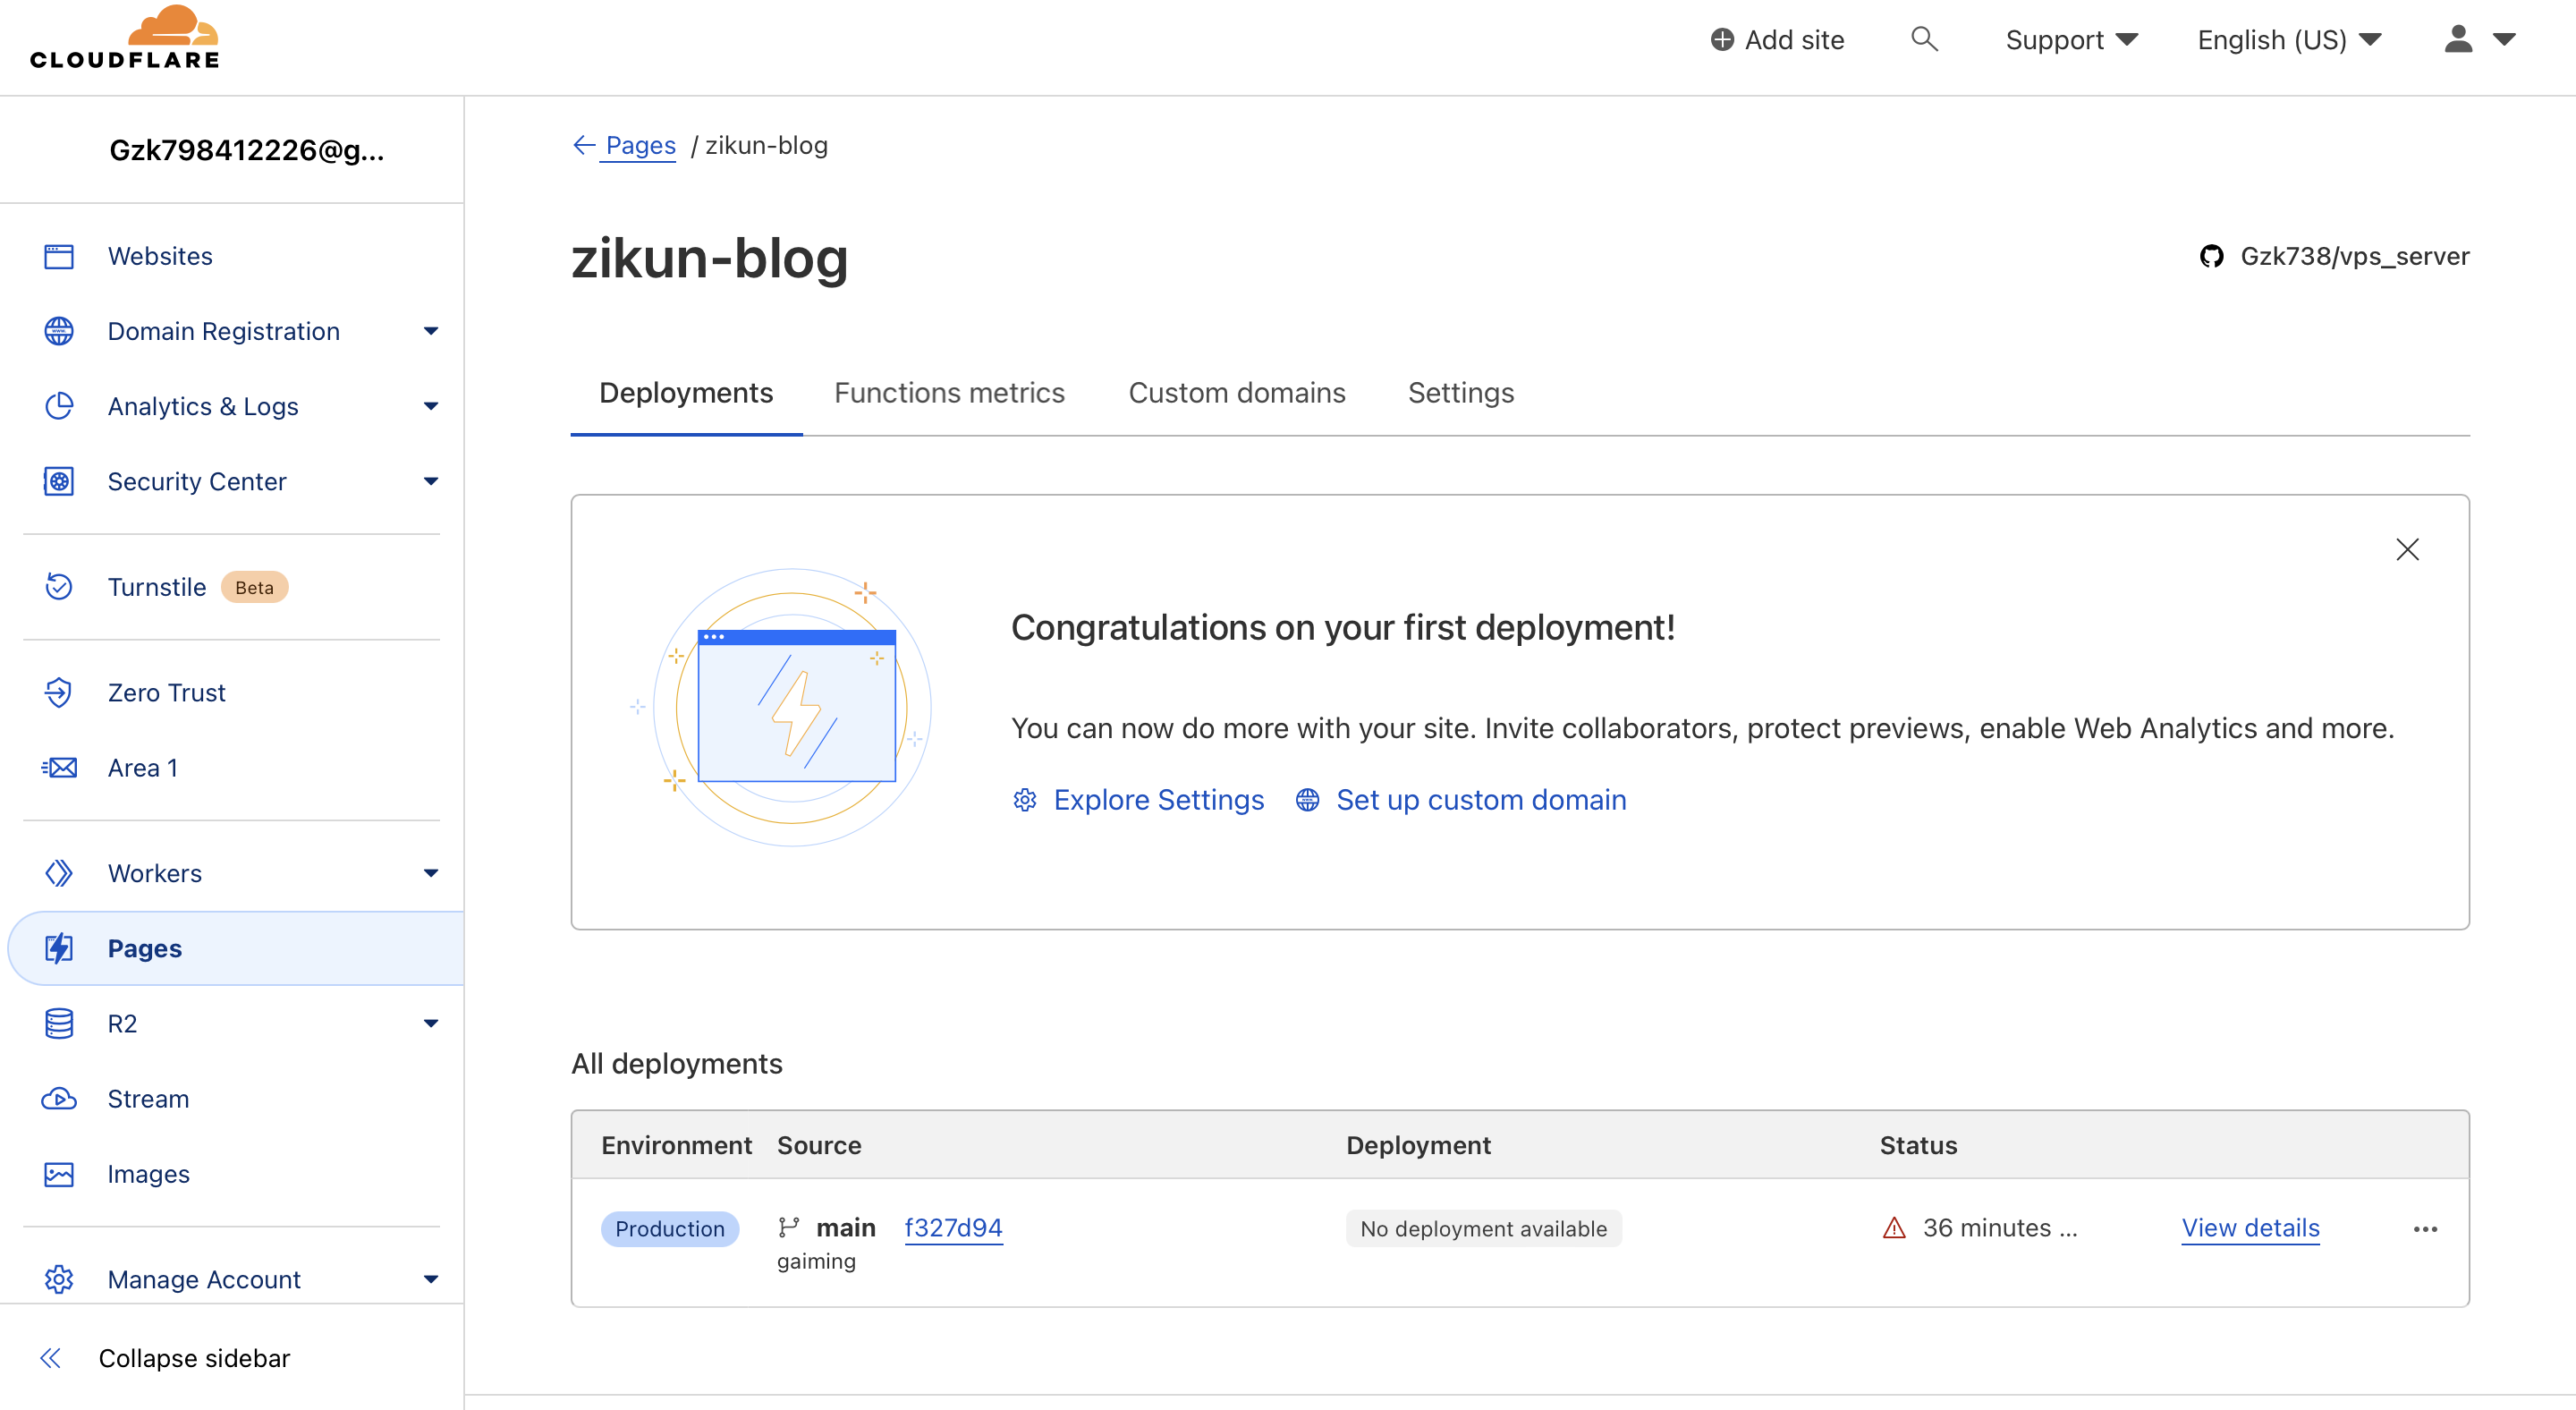 CLOUDFLARE
Add site
Support
English (US)
Gzk798412226@g...
Websites
Domain Registration
Analytics & Logs
Security Center
Turnstile Beta
Zero Trust
Area 1
Workers
Pages
R2
Stream
Images
Manage Account
Collapse sidebar
← Pages / zikun-blog
zikun-blog
Gzk738/vps_server
Deployments Functions metrics Custom domains Settings
Congratulations on your first deployment!
You can now do more with your site. Invite collaborators, protect previews, enable Web Analytics and more.
Explore Settings Set up custom domain
All deployments
Environment Source Deployment Status
Production main f327d94 No deployment available 36 minutes ... View details ...
gaiming